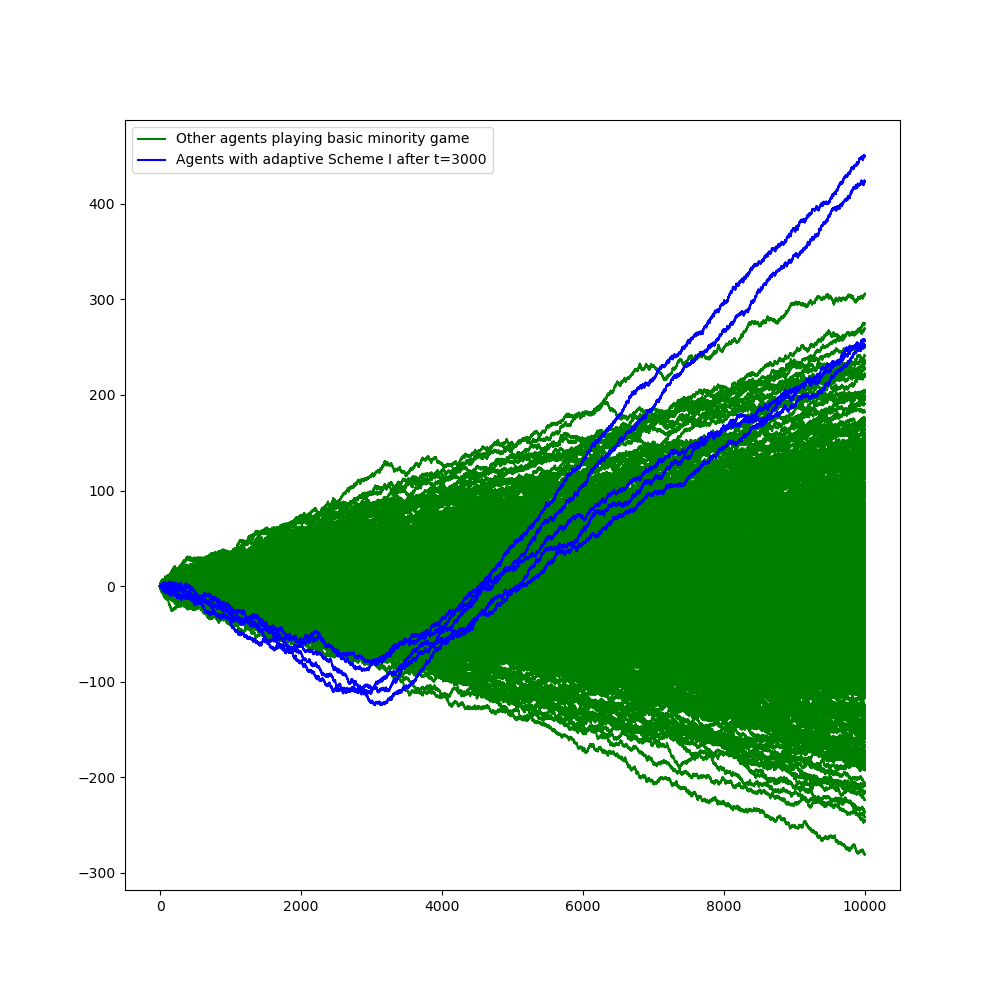 Other agents playing basic minority game
Agents with adaptive Scheme I after t=3000
400
300
200
100
0
−100
−200
−300
0 2000 4000 6000 8000 10000